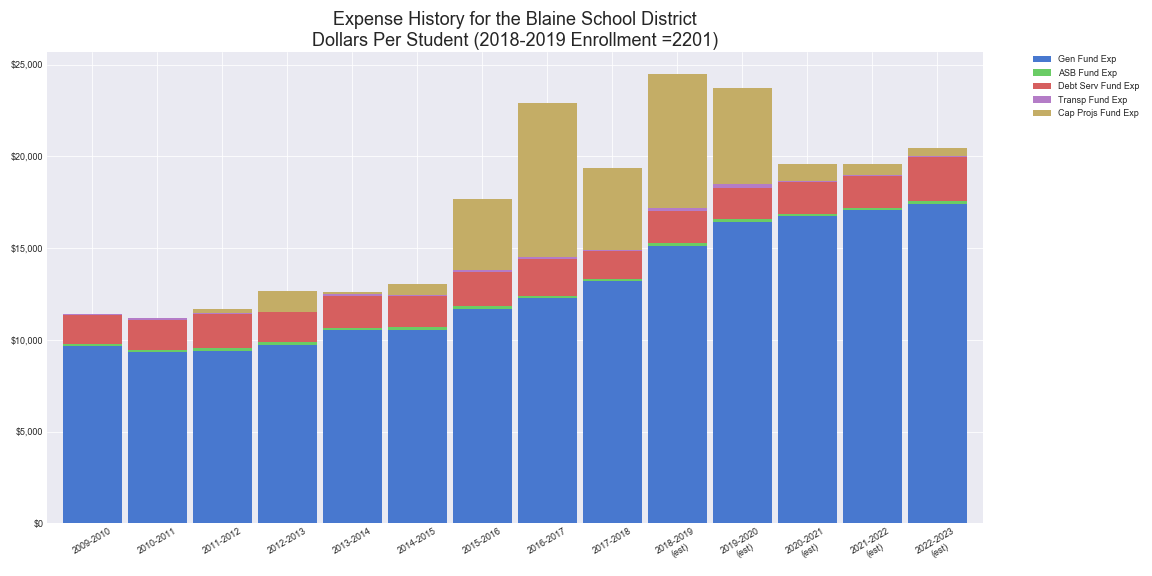 Expense History for the Blaine School District
Dollars Per Student (2018-2019 Enrollment =2201)
Gen Fund Exp
ASB Fund Exp
Debt Serv Fund Exp
Transp Fund Exp
Cap Projs Fund Exp
$25,000
$20,000
$15,000
$10,000
$5,000
$0
2009-2010
2010-2011
2011-2012
2012-2013
2013-2014
2014-2015
2015-2016
2016-2017
2017-2018
2018-2019
(est)
2019-2020
(est)
2020-2021
(est)
2021-2022
(est)
2022-2023
(est)